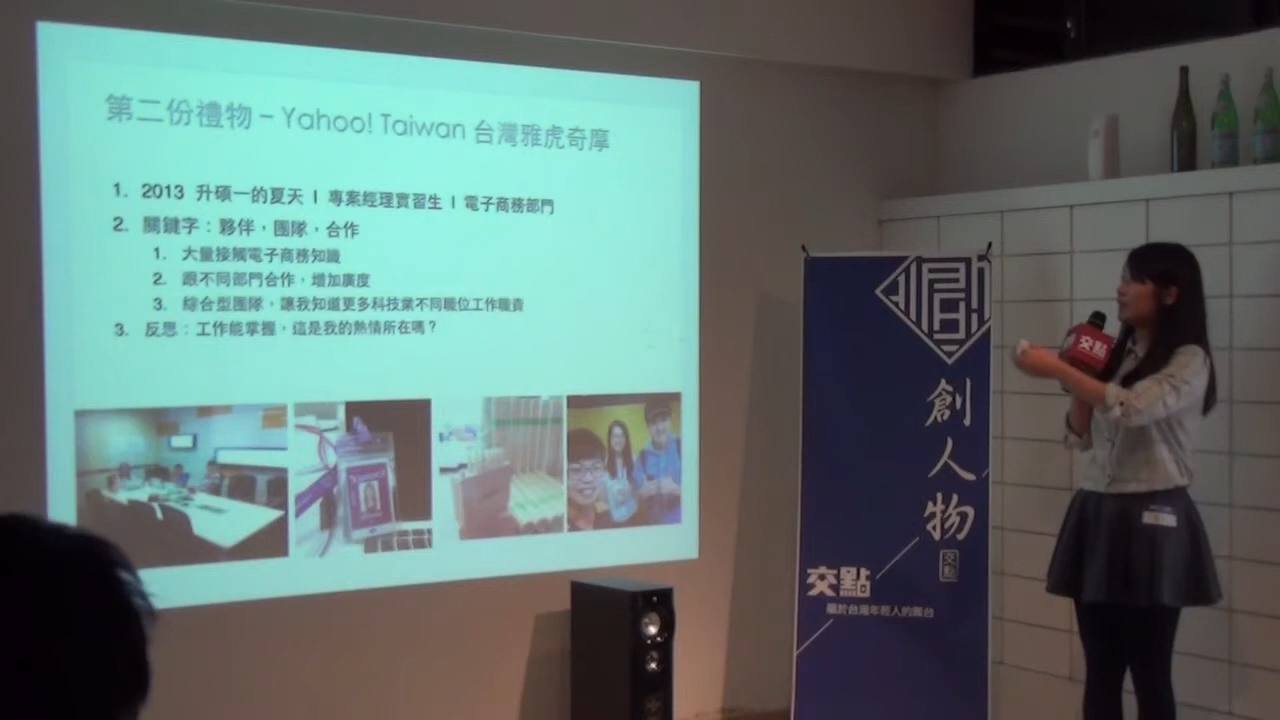 第二份禮物 – Yahoo! Taiwan 台灣雅虎奇摩
1. 2013 升碩一的夏天 I 專案經理實習生 I 電子商務部門
2. 關鍵字：夥伴，團隊，合作
1. 大量接觸電子商務知識
2. 跟不同部門合作，增加廣度
3. 綜合型團隊，讓我知道更多科技業不同職位工作職責
3. 反思：工作能掌握，這是我的熱情所在嗎？
創
創人物
交點
交點
屬於台灣年輕人的舞台
交點